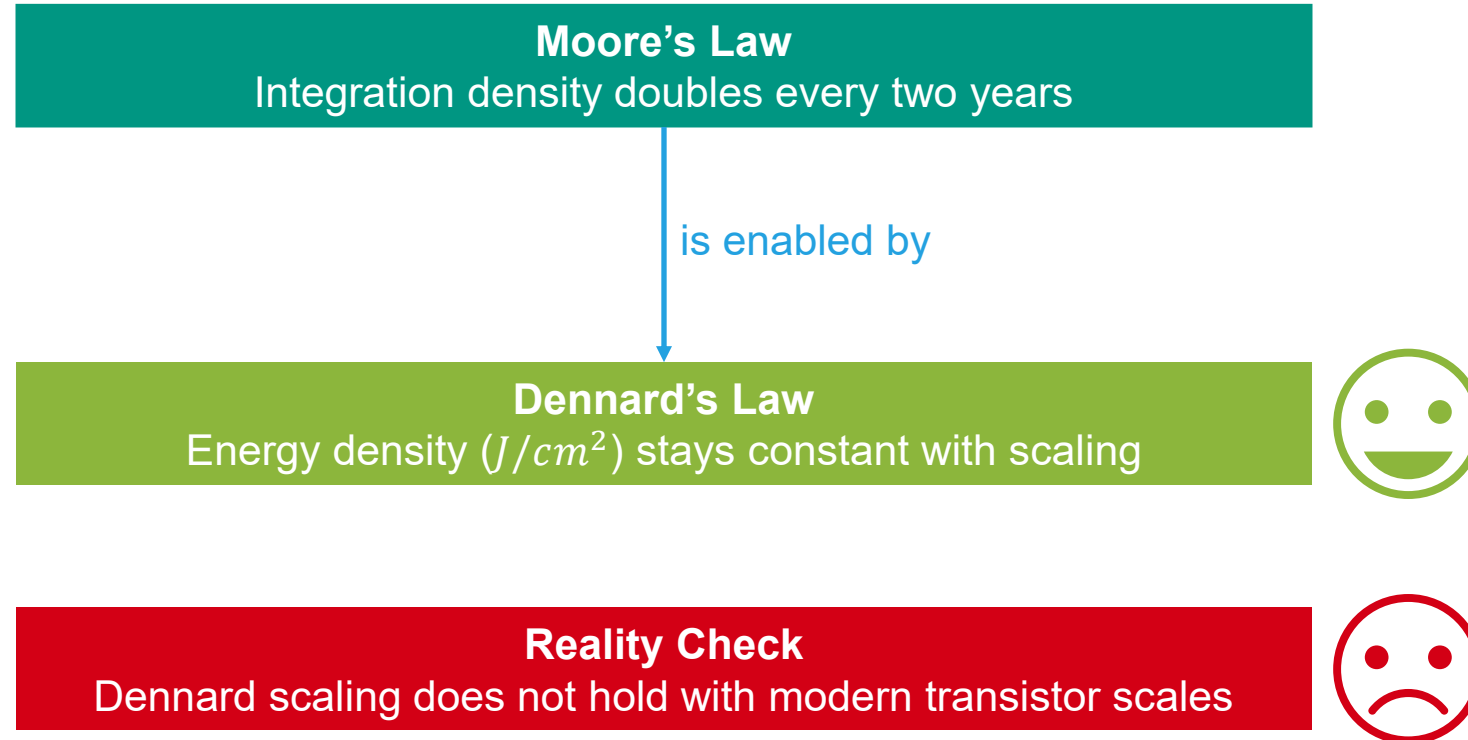 Moore’s Law
Integration density doubles every two years
is enabled by
Dennard’s Law
Energy density (J/cm²) stays constant with scaling
Reality Check
Dennard scaling does not hold with modern transistor scales